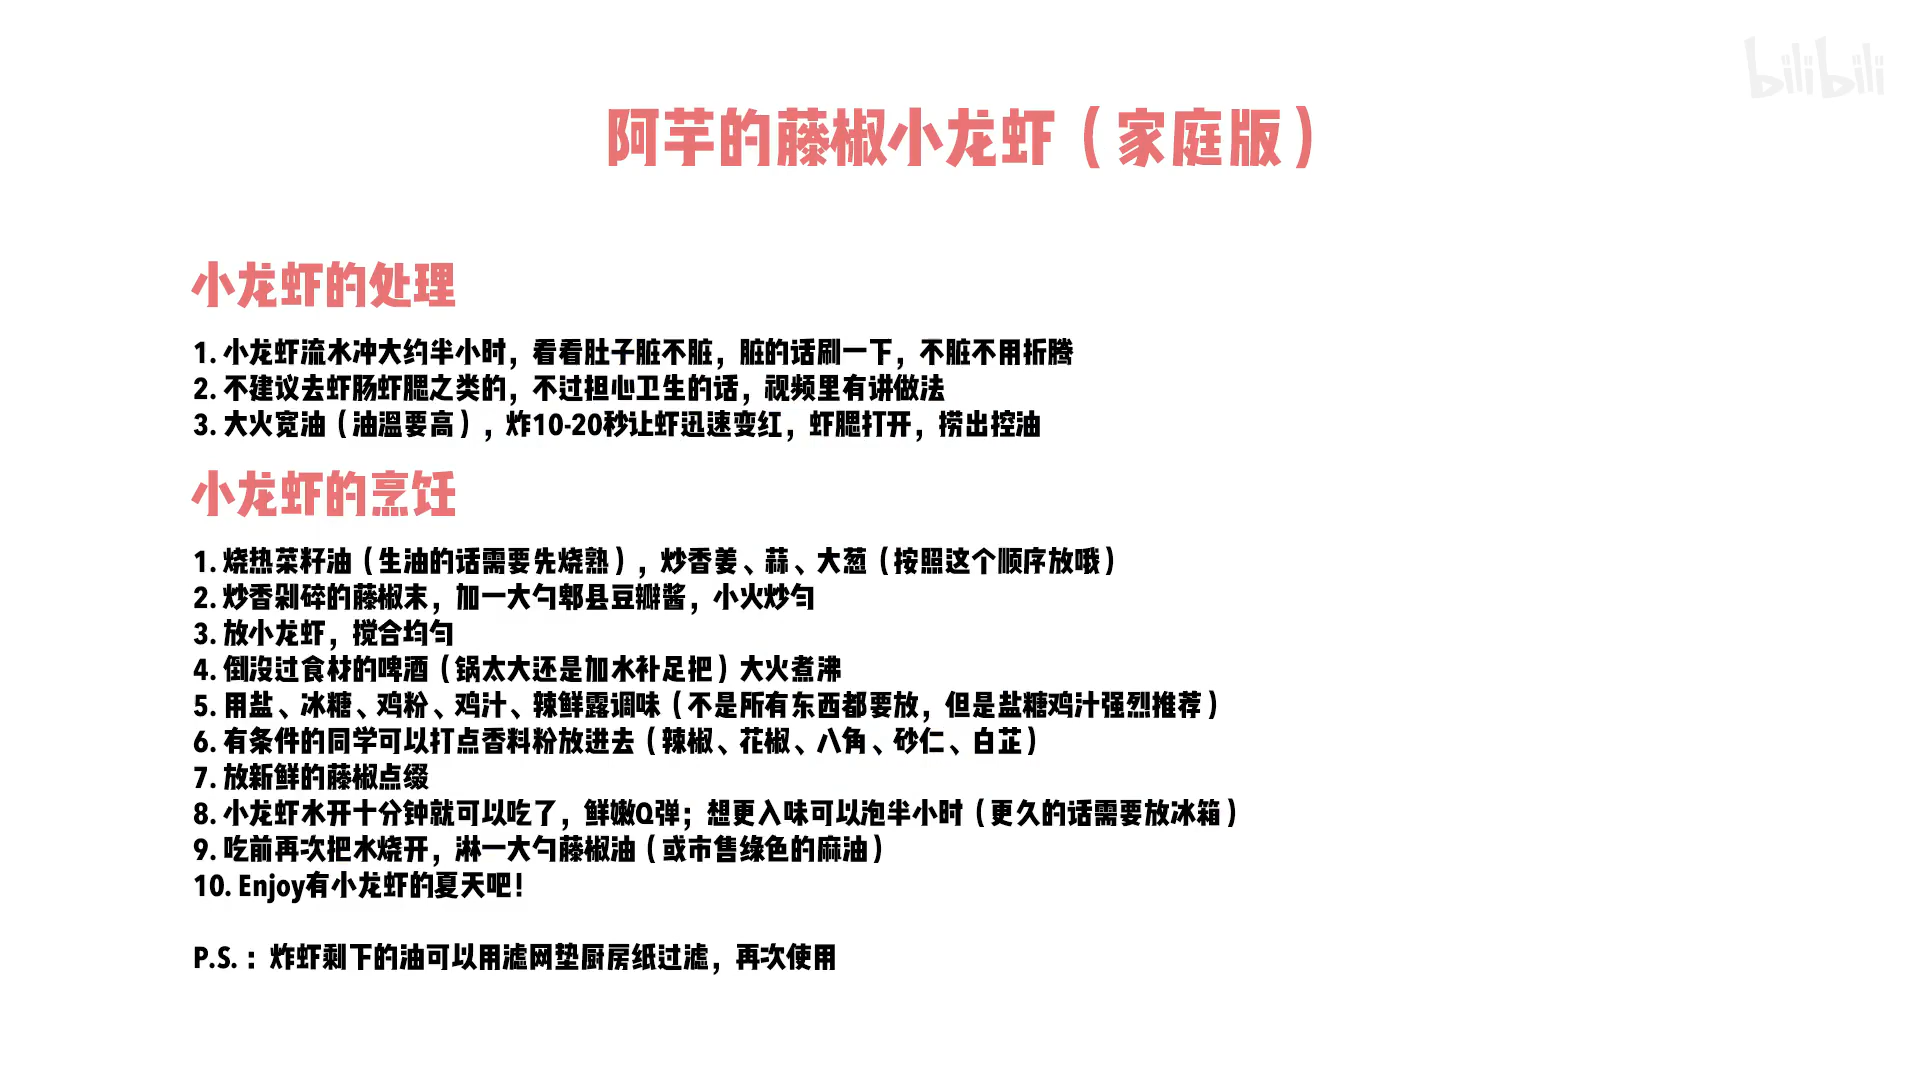 bilibili
阿芋的藤椒小龙虾（家庭版）
小龙虾的处理
1. 小龙虾流水冲大约半小时，看看肚子脏不脏，脏的话刷一下，不脏不用折腾
2. 不建议去虾肠虾腮之类的，不过担心卫生的话，视频里有讲做法
3. 大火宽油（油温要高），炸10-20秒让虾迅速变红，虾腮打开，捞出控油
小龙虾的烹饪
1. 烧热菜籽油（生油的话需要先烧熟），炒香姜、蒜、大葱（按照这个顺序放哦）
2. 炒香剁碎的藤椒末，加一大勺郫县豆瓣酱，小火炒匀
3. 放小龙虾，搅合均匀
4. 倒没过食材的啤酒（锅太大还是加水补足把）大火煮沸
5. 用盐、冰糖、鸡粉、鸡汁、辣鲜露调味（不是所有东西都要放，但是盐糖鸡汁强烈推荐）
6. 有条件的同学可以打点香料粉放进去（辣椒、花椒、八角、砂仁、白芷）
7. 放新鲜的藤椒点缀
8. 小龙虾水开十分钟就可以吃了，鲜嫩Q弹；想更入味可以泡半小时（更久的话需要放冰箱）
9. 吃前再次把水烧开，淋一大勺藤椒油（或市售绿色的麻油）
10. Enjoy有小龙虾的夏天吧！
P.S.：炸虾剩下的油可以用滤网垫厨房纸过滤，再次使用